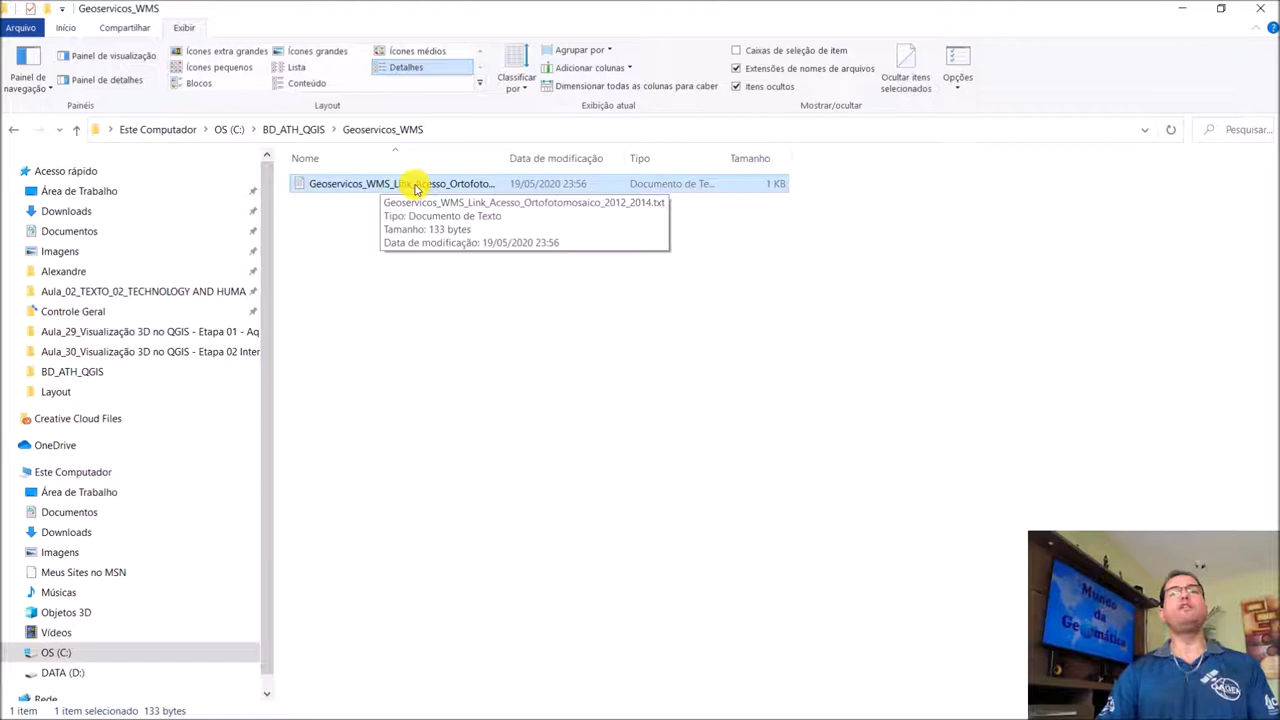 Geoservicos_WMS
Arquivo Início Compartilhar Exibir
Painel de navegação
Painel de visualização
Painel de detalhes
Painéis
Ícones extra grandes Ícones grandes Ícones médios
Ícones pequenos Lista Detalhes
Blocos Conteúdo
Layout
Classificar por
Agrupar por
Adicionar colunas
Dimensionar todas as colunas para caber
Exibição atual
Caixas de seleção de item
Extensões de nomes de arquivos
Itens ocultos
Ocultar itens selecionados
Mostrar/ocultar
Opções
Este Computador OS (C:) BD_ATH_QGIS Geoservicos_WMS
Pesquisar...
Nome Data de modificação Tipo Tamanho
Geoservicos_WMS_Link_Acesso_Ortofoto... 19/05/2020 23:56 Documento de Te... 1 KB
Geoservicos_WMS_Link_Acesso_Ortofotomosaico_2012_2014.txt
Tipo: Documento de Texto
Tamanho: 133 bytes
Data de modificação: 19/05/2020 23:56
Acesso rápido
Área de Trabalho
Downloads
Documentos
Imagens
Alexandre
Aula_02_TEXTO_02_TECHNOLOGY AND HUMA
Controle Geral
Aula_29_Visualização 3D no QGIS - Etapa 01 - Aq
Aula_30_Visualização 3D no QGIS - Etapa 02 Inter
BD_ATH_QGIS
Layout
Creative Cloud Files
OneDrive
Este Computador
Área de Trabalho
Documentos
Downloads
Imagens
Meus Sites no MSN
Músicas
Objetos 3D
Vídeos
OS (C:)
DATA (D:)
Rede
1 item 1 item selecionado 133 bytes
Mundo
da
Geomática